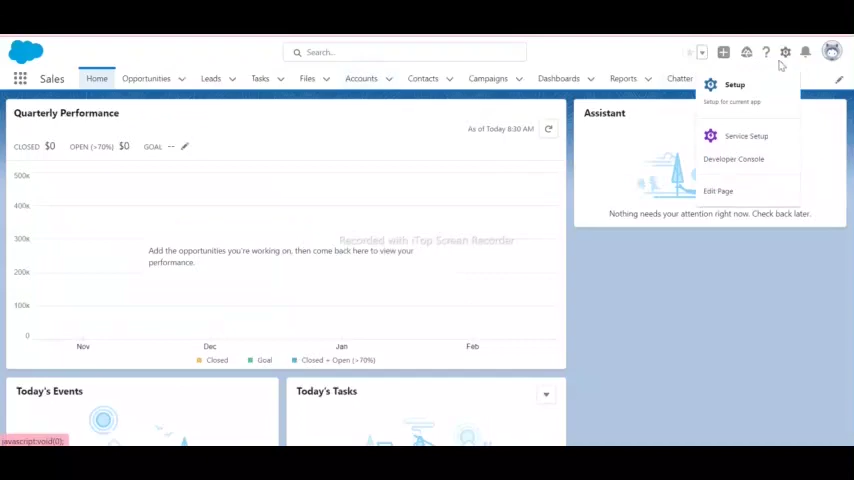 Search...
Sales
Home
Opportunities
Leads
Tasks
Files
Accounts
Contacts
Campaigns
Dashboards
Reports
Chatter
Setup
Setup for current app
Service Setup
Developer Console
Edit Page
Quarterly Performance
As of Today 8:30 AM
CLOSED $0 OPEN (>70%) $0 GOAL --
500k
400k
300k
200k
100k
0
Add the opportunities you're working on, then come back here to view your
performance.
Nov Dec Jan Feb
Closed Goal Closed + Open (>70%)
Assistant
Nothing needs your attention right now. Check back later.
Recorded with iTop Screen Recorder
Today's Events
Today's Tasks
javascript:void(0);